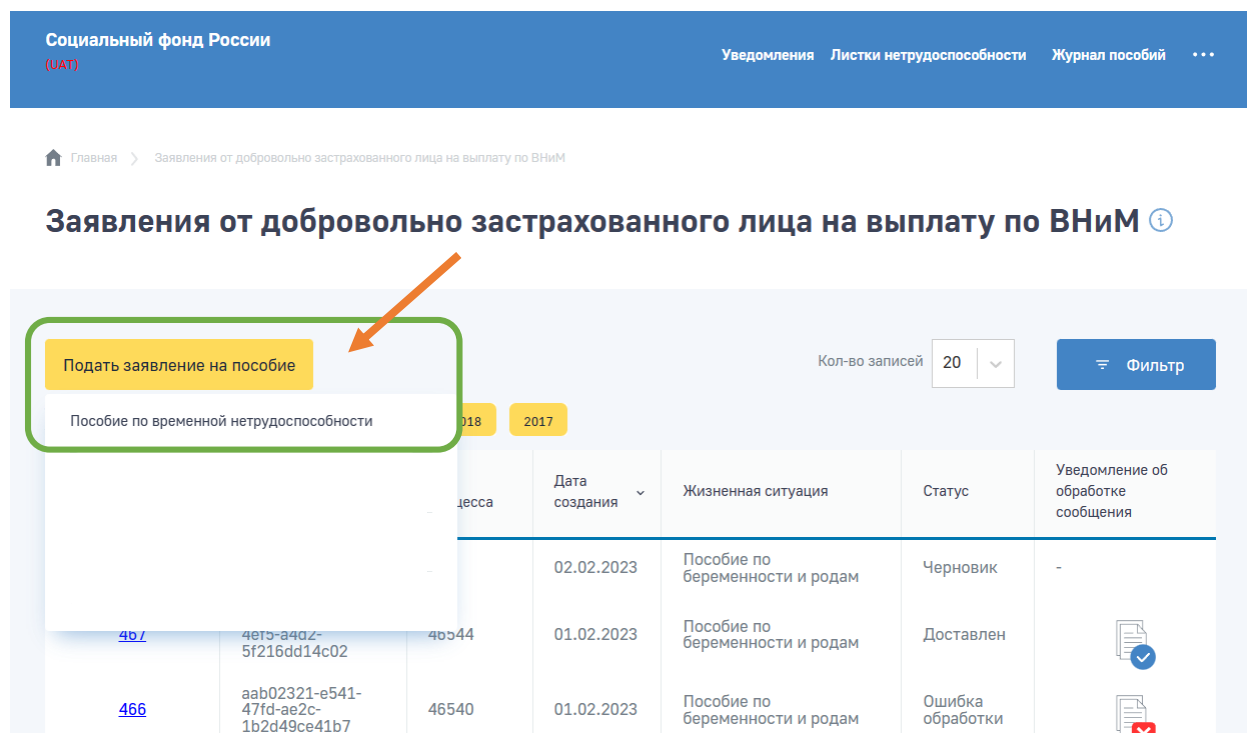 Социальный фонд России
(UAT)
Уведомления Листки нетрудоспособности Журнал пособий
Главная Заявления от добровольно застрахованного лица на выплату по ВНиМ
Заявления от добровольно застрахованного лица на выплату по ВНиМ
Подать заявление на пособие
Кол-во записей 20
Фильтр
Пособие по временной нетрудоспособности
2017
Дата
создания
Жизненная ситуация
Статус
Уведомление об
обработке
сообщения
02.02.2023
Пособие по
беременности и родам
Черновик
-
467
4ef5-a4d2-
5f216dd14c02
46544
01.02.2023
Пособие по
беременности и родам
Доставлен
466
aab02321-e541-
47fd-ae2c-
1b2d49ce41b7
46540
01.02.2023
Пособие по
беременности и родам
Ошибка
обработки